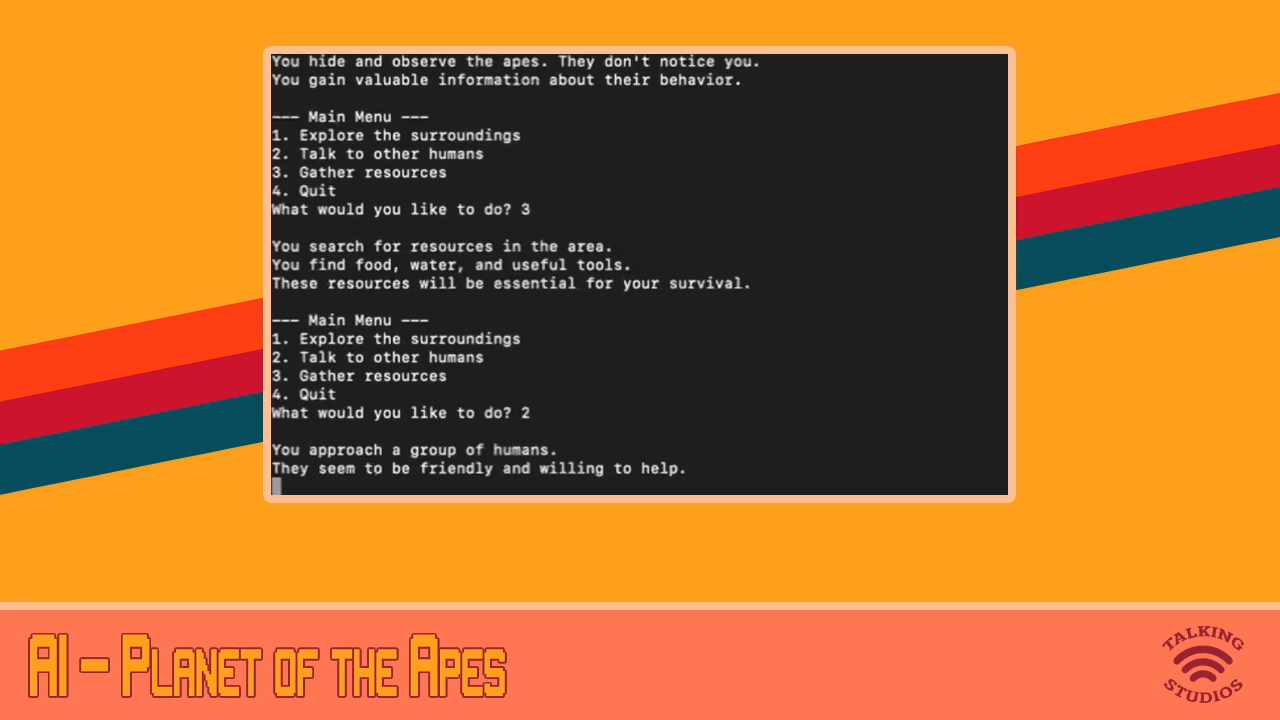 You hide and observe the apes. They don't notice you.
You gain valuable information about their behavior.
--- Main Menu ---
1. Explore the surroundings
2. Talk to other humans
3. Gather resources
4. Quit
What would you like to do? 3
You search for resources in the area.
You find food, water, and useful tools.
These resources will be essential for your survival.
--- Main Menu ---
1. Explore the surroundings
2. Talk to other humans
3. Gather resources
4. Quit
What would you like to do? 2
You approach a group of humans.
They seem to be friendly and willing to help.
AI - Planet of the Apes
TALKING
STUDIOS